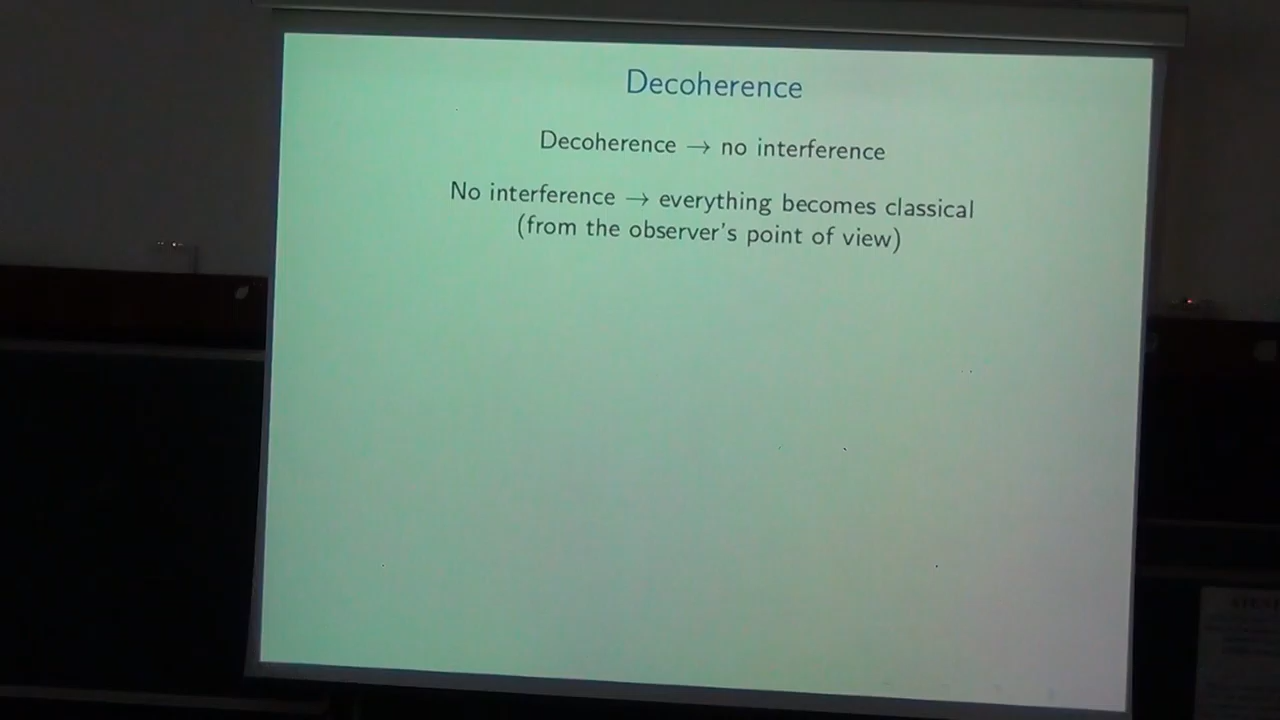 Decoherence
Decoherence → no interference
No interference → everything becomes classical
(from the observer's point of view)